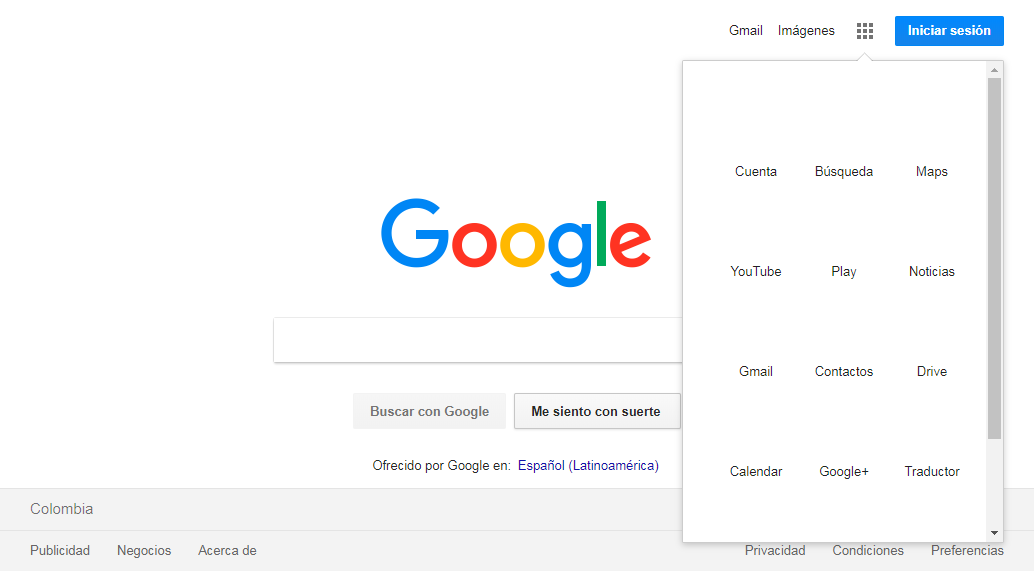 Gmail Imágenes Iniciar sesión
Cuenta Búsqueda Maps
YouTube Play Noticias
Gmail Contactos Drive
Calendar Google+ Traductor
Google
Buscar con Google Me siento con suerte
Ofrecido por Google en: Español (Latinoamérica)
Colombia
Publicidad Negocios Acerca de Privacidad Condiciones Preferencias